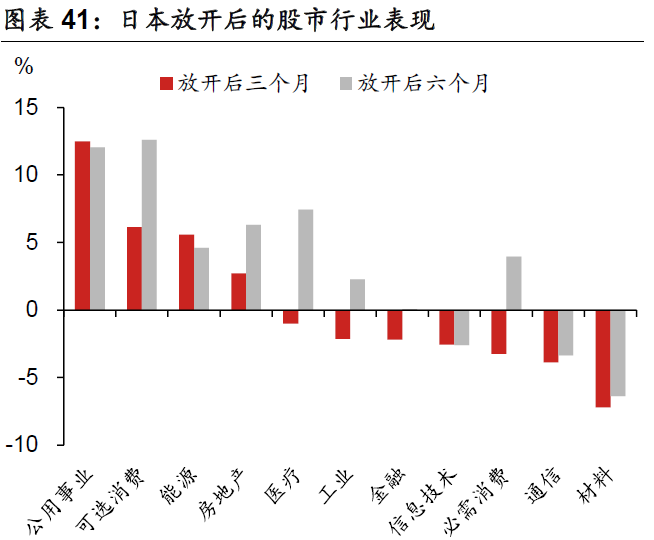 图表 41：日本放开后的股市行业表现
%
放开后三个月 放开后六个月
15
10
5
0
-5
-10
公用事业 可选消费 能源 房地产 医疗 工业 金融 信息技术 必需消费 通信 材料